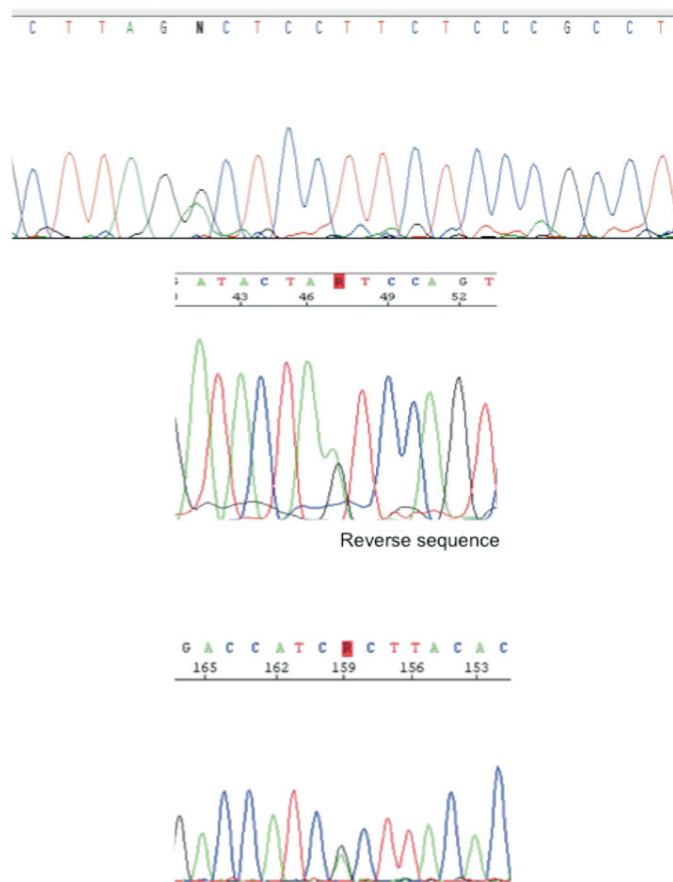 C T T A G N C T C C T T C T C C C G C C T
G A T A C T A R T C C A G T
43 46 49 52
Reverse sequence
G A C C A T C R C T T A C A C
165 162 159 156 153